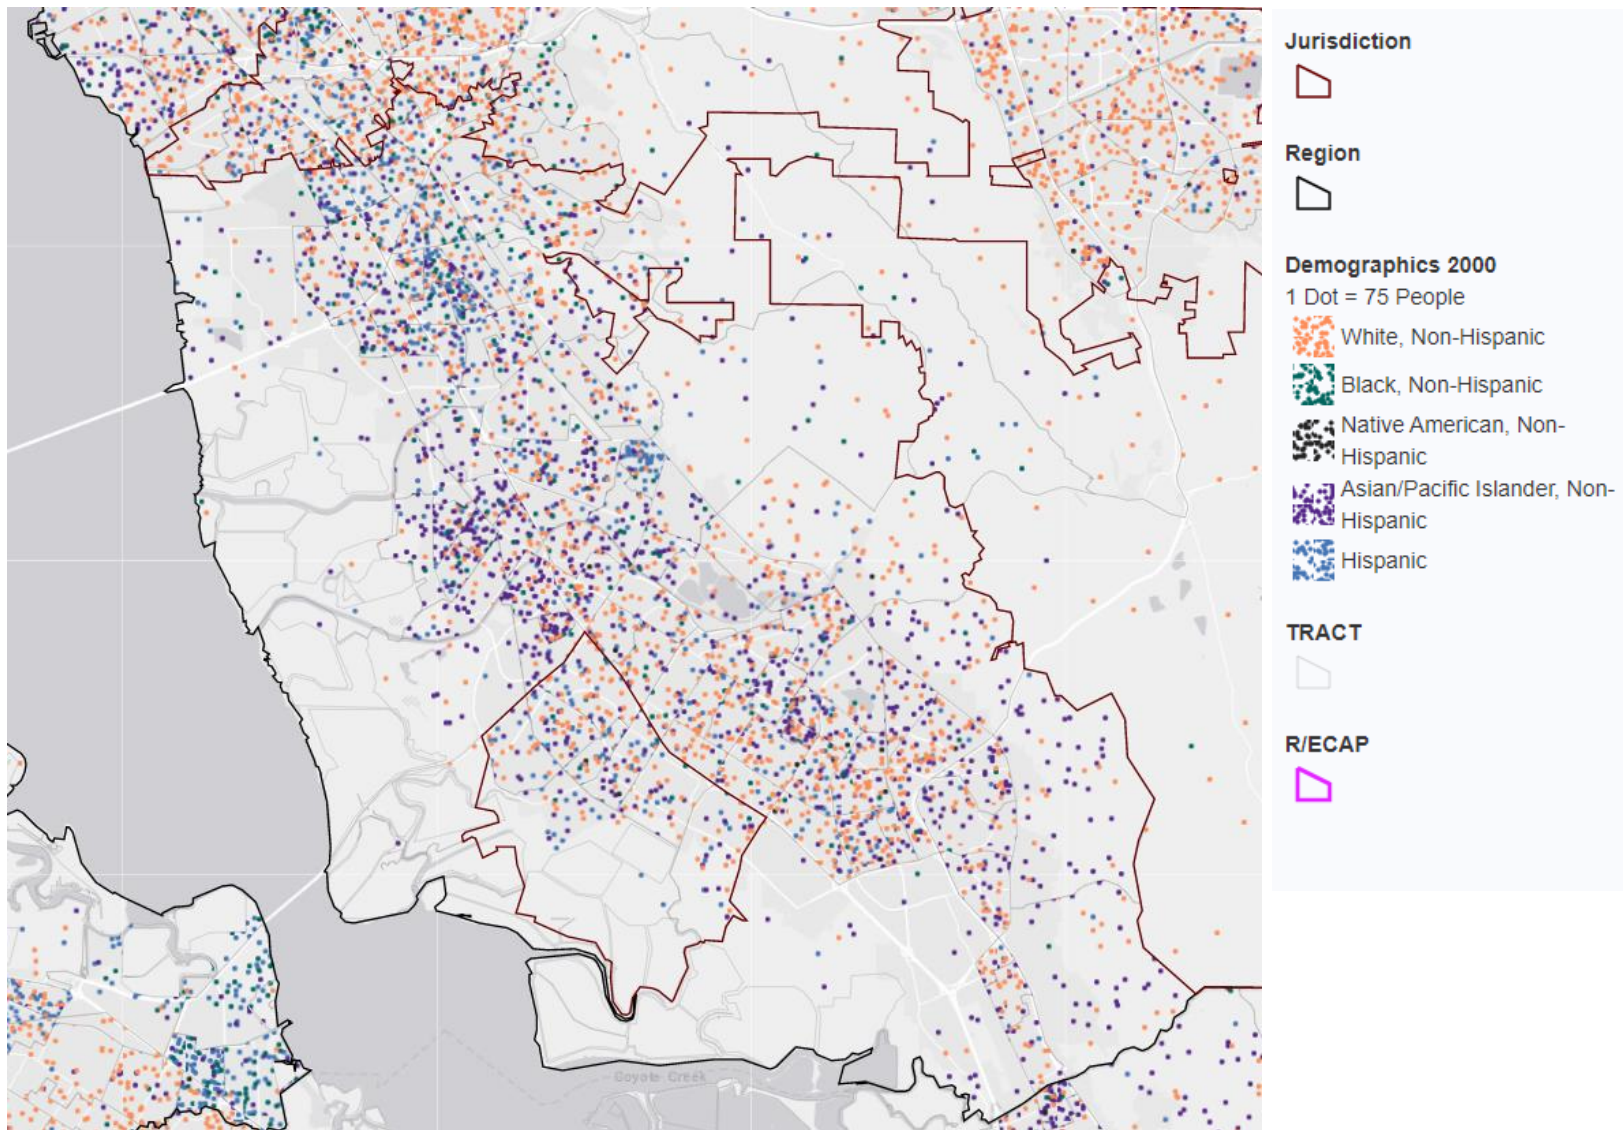 Jurisdiction
Region
Demographics 2000
1 Dot = 75 People
White, Non-Hispanic
Black, Non-Hispanic
Native American, Non-
Hispanic
Asian/Pacific Islander, Non-
Hispanic
Hispanic
TRACT
R/ECAP
Coyote Creek